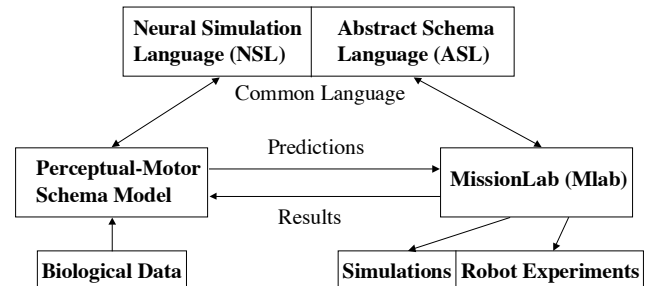 Neural Simulation
Language (NSL)
Abstract Schema
Language (ASL)
Common Language
Perceptual-Motor
Schema Model
Predictions
Results
MissionLab (Mlab)
Biological Data
Simulations
Robot Experiments